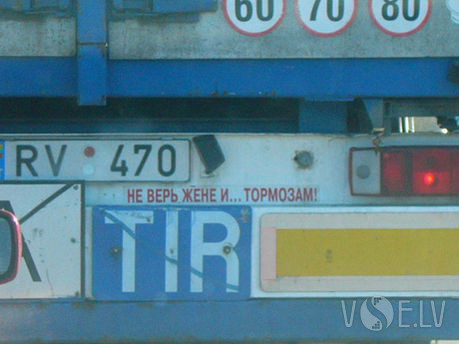 60 70 80
RV 470
НЕ ВЕРЬ ЖЕНЕ И...ТОРМОЗАМ!
TIR
VSE.LV